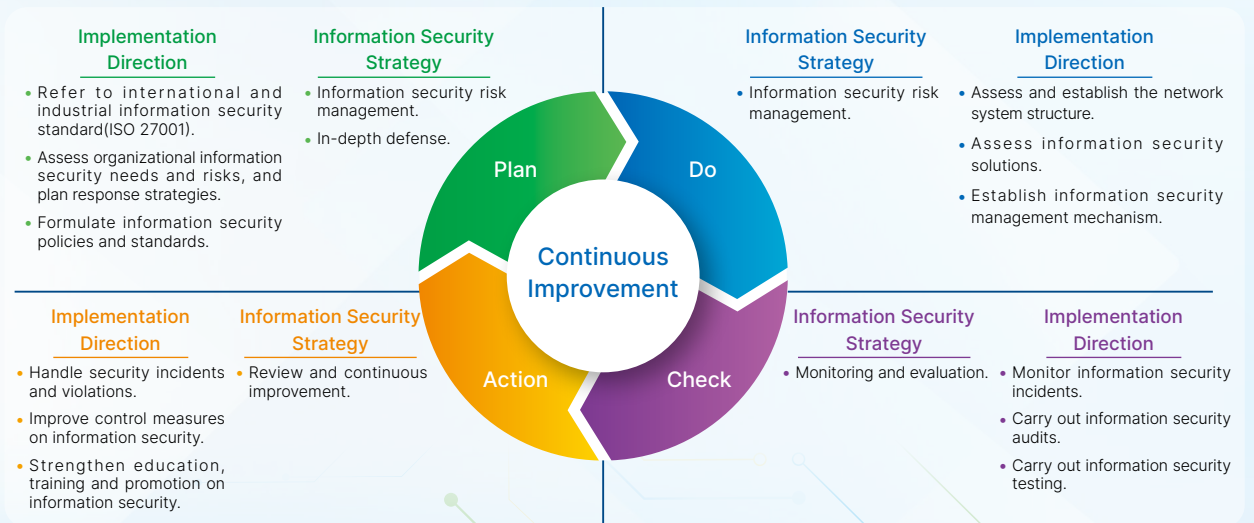 Implementation
Direction
• Refer to international and
industrial information security
standard(ISO 27001).
• Assess organizational information
security needs and risks, and
plan response strategies.
• Formulate information security
policies and standards.
Information Security
Strategy
• Information security risk
management.
• In-depth defense.
Plan
Do
Information Security
Strategy
• Information security risk
management.
Implementation
Direction
• Assess and establish the network
system structure.
• Assess information security
solutions.
• Establish information security
management mechanism.
Continuous
Improvement
Implementation
Direction
• Handle security incidents
and violations.
• Improve control measures
on information security.
• Strengthen education,
training and promotion on
information security.
Information Security
Strategy
• Review and continuous
improvement.
Action
Check
Information Security
Strategy
• Monitoring and evaluation.
Implementation
Direction
• Monitor information security
incidents.
• Carry out information security
audits.
• Carry out information security
testing.